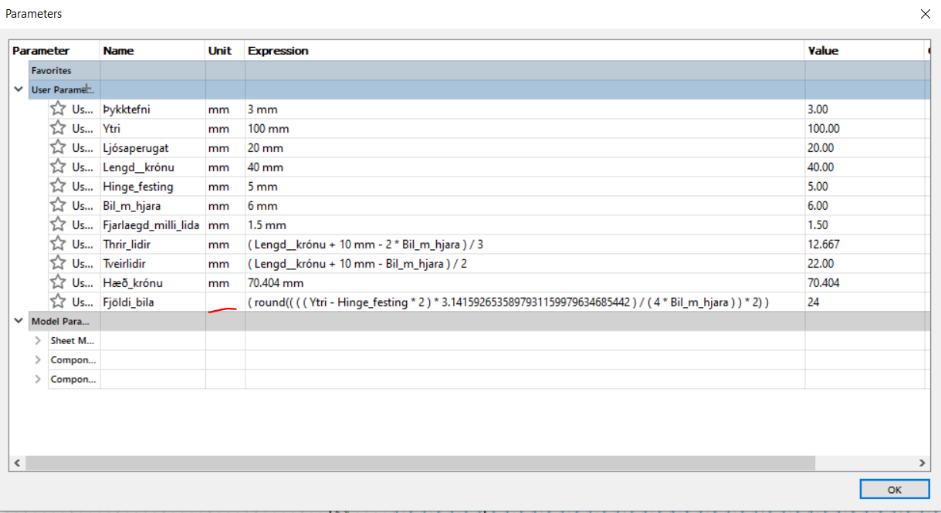 Parameters
Parameter Name Unit Expression Value
Favorites
User Parame...
Us... Þykktefni mm 3 mm 3.00
Us... Ytri mm 100 mm 100.00
Us... Ljósaperugat mm 20 mm 20.00
Us... Lengd__krónu mm 40 mm 40.00
Us... Hinge_festing mm 5 mm 5.00
Us... Bil_m_hjara mm 6 mm 6.00
Us... Fjarlaegd_milli_lida mm 1.5 mm 1.50
Us... Thrir_lidir mm ( Lengd__krónu + 10 mm - 2 * Bil_m_hjara ) / 3 12.667
Us... Tveirlidir mm ( Lengd__krónu + 10 mm - Bil_m_hjara ) / 2 22.00
Us... Hæð_krónu mm 70.404 mm 70.404
Us... Fjöldi_bila ( round(( ( ( Ytri - Hinge_festing * 2 ) * 3.1415926535897931159979634685442 ) / ( 4 * Bil_m_hjara ) ) * 2) ) 24
Model Para...
Sheet M...
Compon...
Compon...
OK